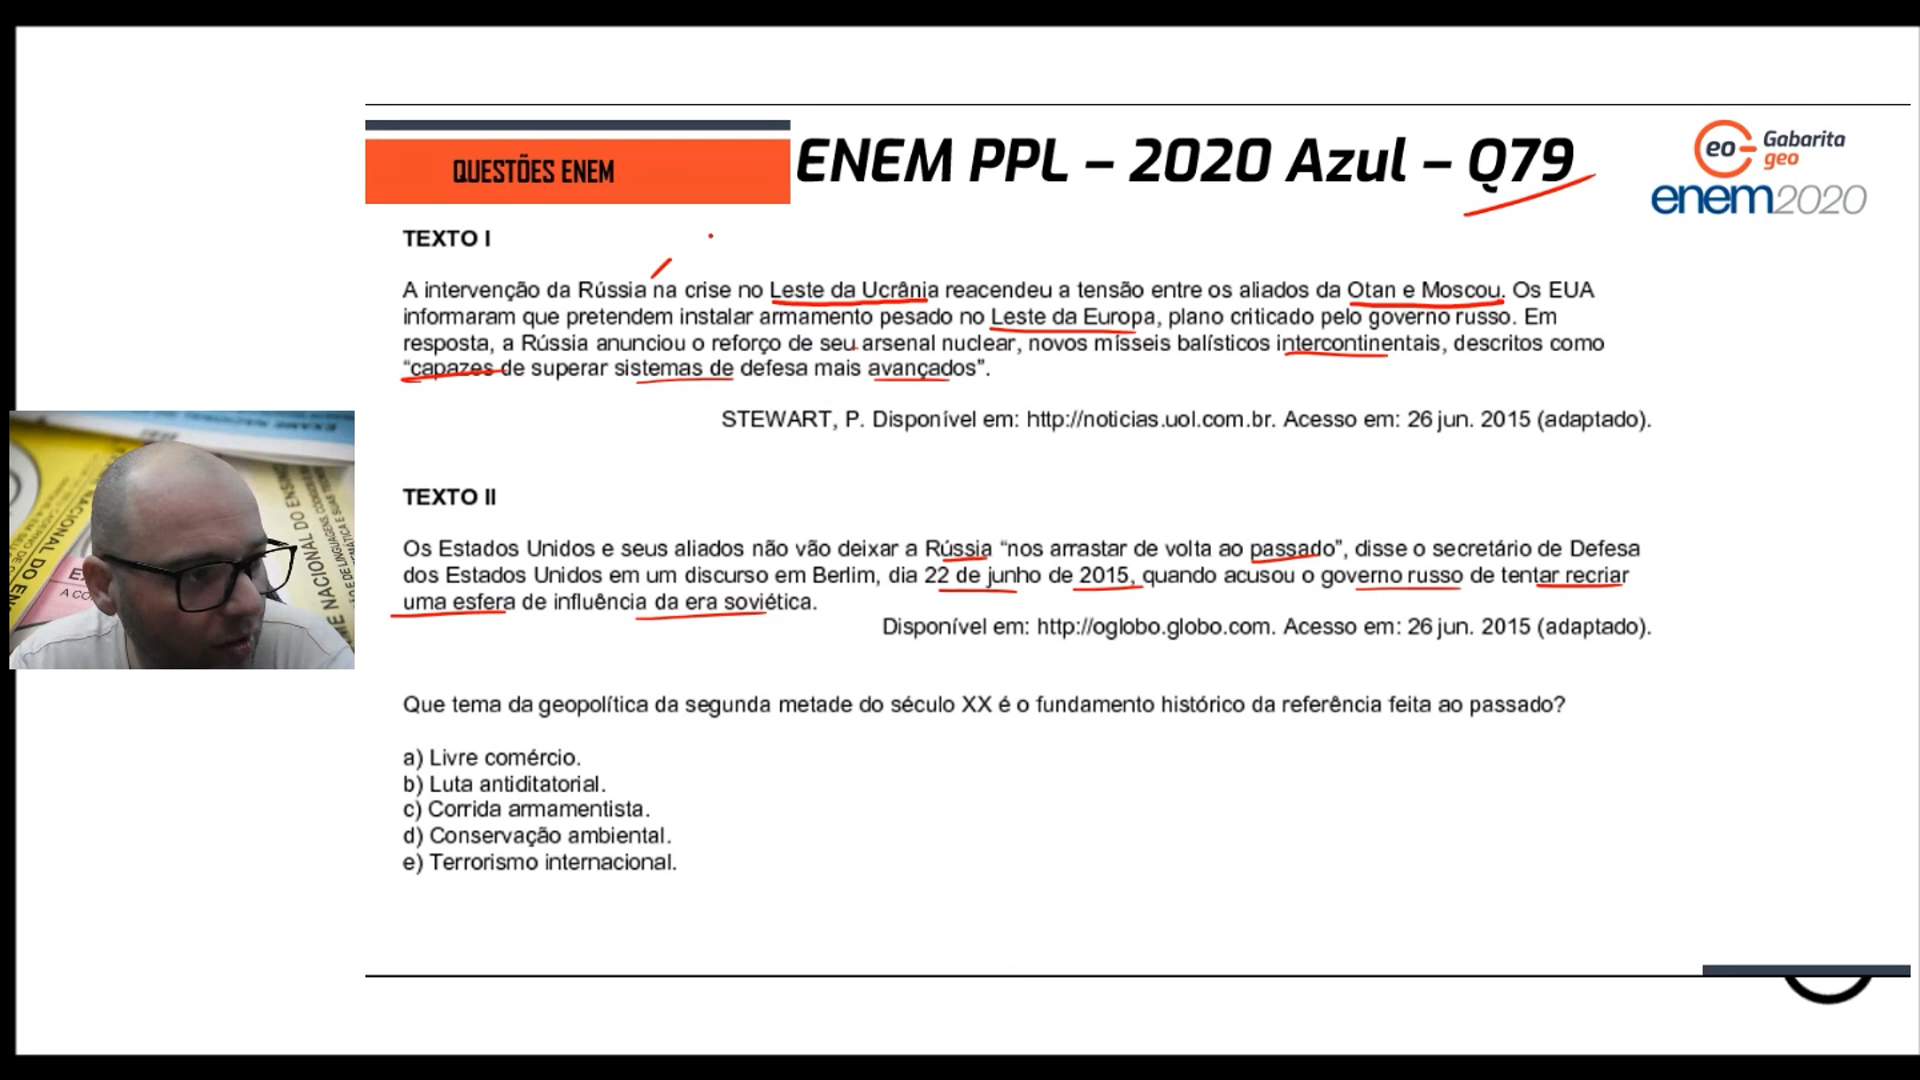 QUESTÕES ENEM
ENEM PPL – 2020 Azul – Q79
eo Gabarita
geo
enem2020
TEXTO I
A intervenção da Rússia na crise no Leste da Ucrânia reacendeu a tensão entre os aliados da Otan e Moscou. Os EUA
informaram que pretendem instalar armamento pesado no Leste da Europa, plano criticado pelo governo russo. Em
resposta, a Rússia anunciou o reforço de seu arsenal nuclear, novos mísseis balísticos intercontinentais, descritos como
“capazes de superar sistemas de defesa mais avançados”.
STEWART, P. Disponível em: http://noticias.uol.com.br. Acesso em: 26 jun. 2015 (adaptado).
TEXTO II
Os Estados Unidos e seus aliados não vão deixar a Rússia “nos arrastar de volta ao passado”, disse o secretário de Defesa
dos Estados Unidos em um discurso em Berlim, dia 22 de junho de 2015, quando acusou o governo russo de tentar recriar
uma esfera de influência da era soviética.
Disponível em: http://oglobo.globo.com. Acesso em: 26 jun. 2015 (adaptado).
Que tema da geopolítica da segunda metade do século XX é o fundamento histórico da referência feita ao passado?
a) Livre comércio.
b) Luta antiditatorial.
c) Corrida armamentista.
d) Conservação ambiental.
e) Terrorismo internacional.